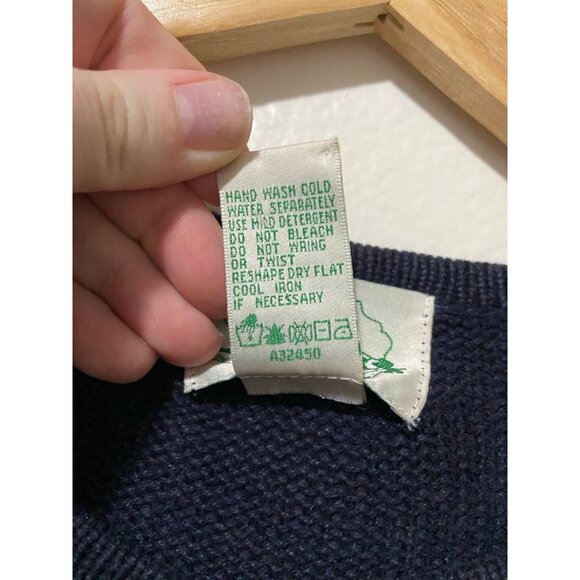 HAND WASH COLD
WATER SEPARATELY
USE MILD DETERGENT
DO NOT BLEACH
DO NOT WRING
OR TWIST
RESHAPE DRY FLAT
COOL IRON
IF NECESSARY
A32450